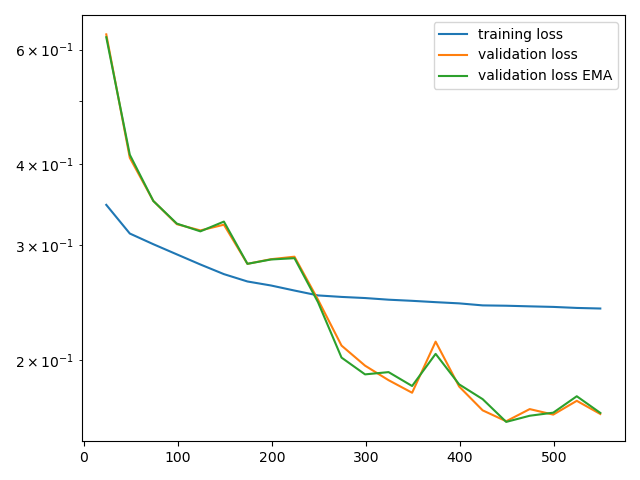 training loss
validation loss
validation loss EMA
6 × 10⁻¹
4 × 10⁻¹
3 × 10⁻¹
2 × 10⁻¹
0 100 200 300 400 500